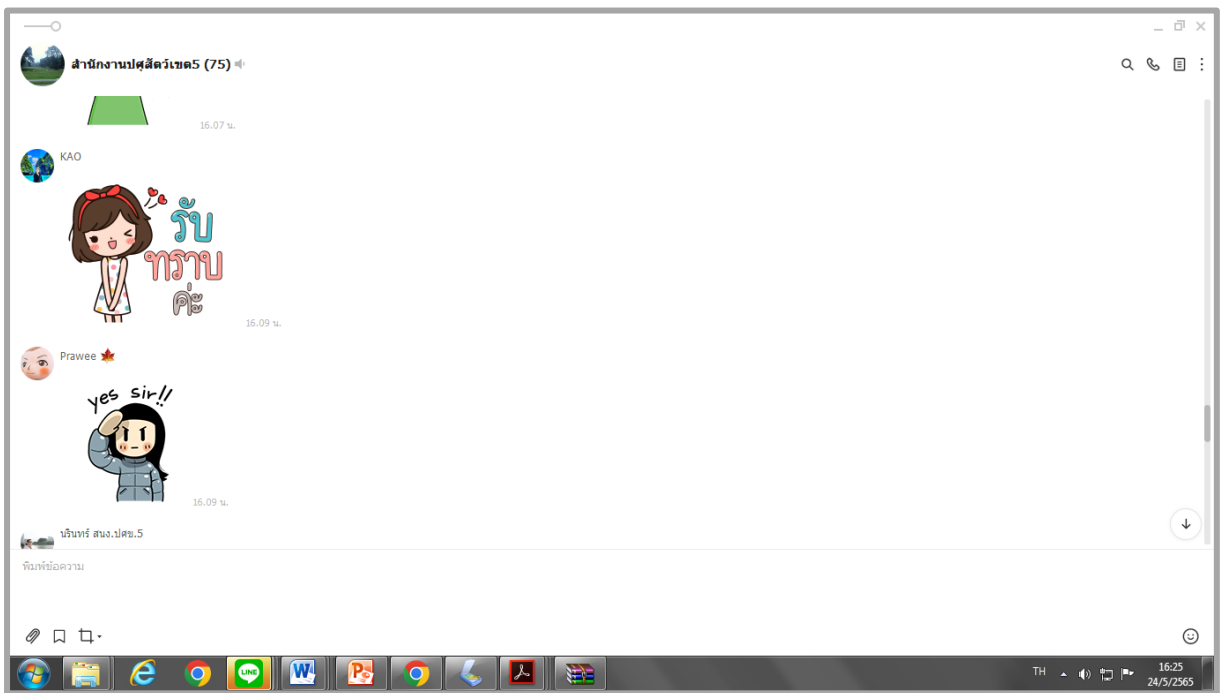 สำนักงานปศุสัตว์เขต5 (75)
16.07 น.
KAO
รับ
ทราบ
ค่ะ
16.09 น.
Prawee
yes sir!!
16.09 น.
นรินทร์ สนง.ปศข.5
พิมพ์ข้อความ
LINE
TH
16:25
24/5/2565